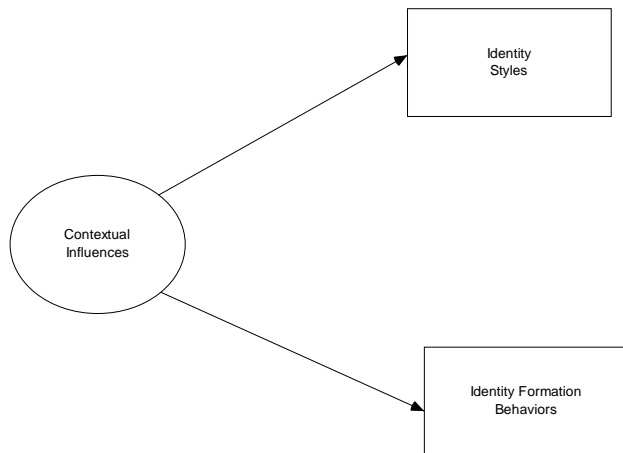 Identity
Styles
Contextual
Influences
Identity Formation
Behaviors